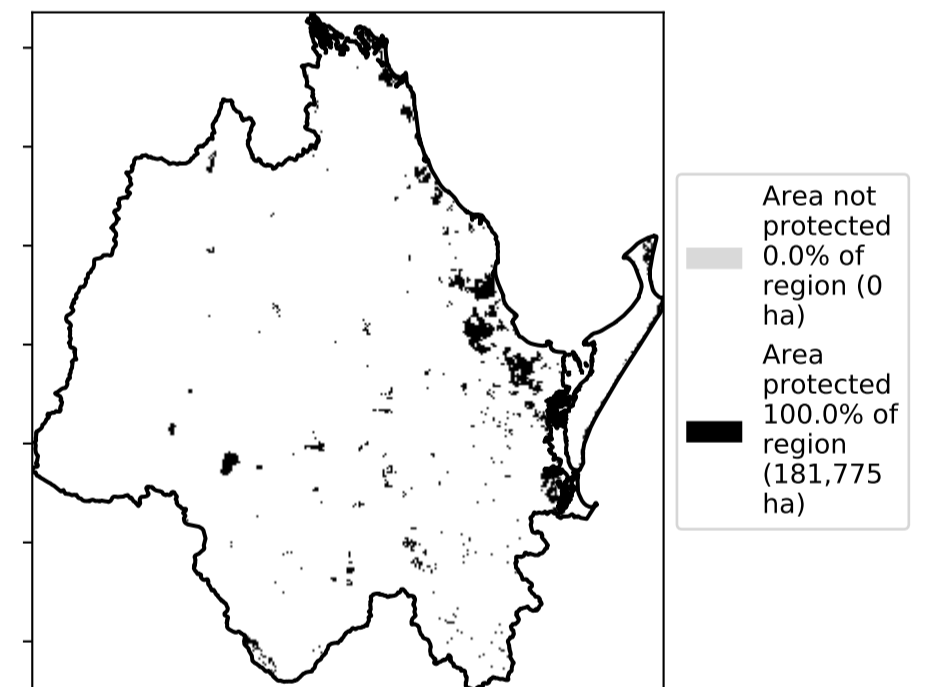 Area not
protected
0.0% of
region (0
ha)
Area
protected
100.0% of
region
(181,775
ha)